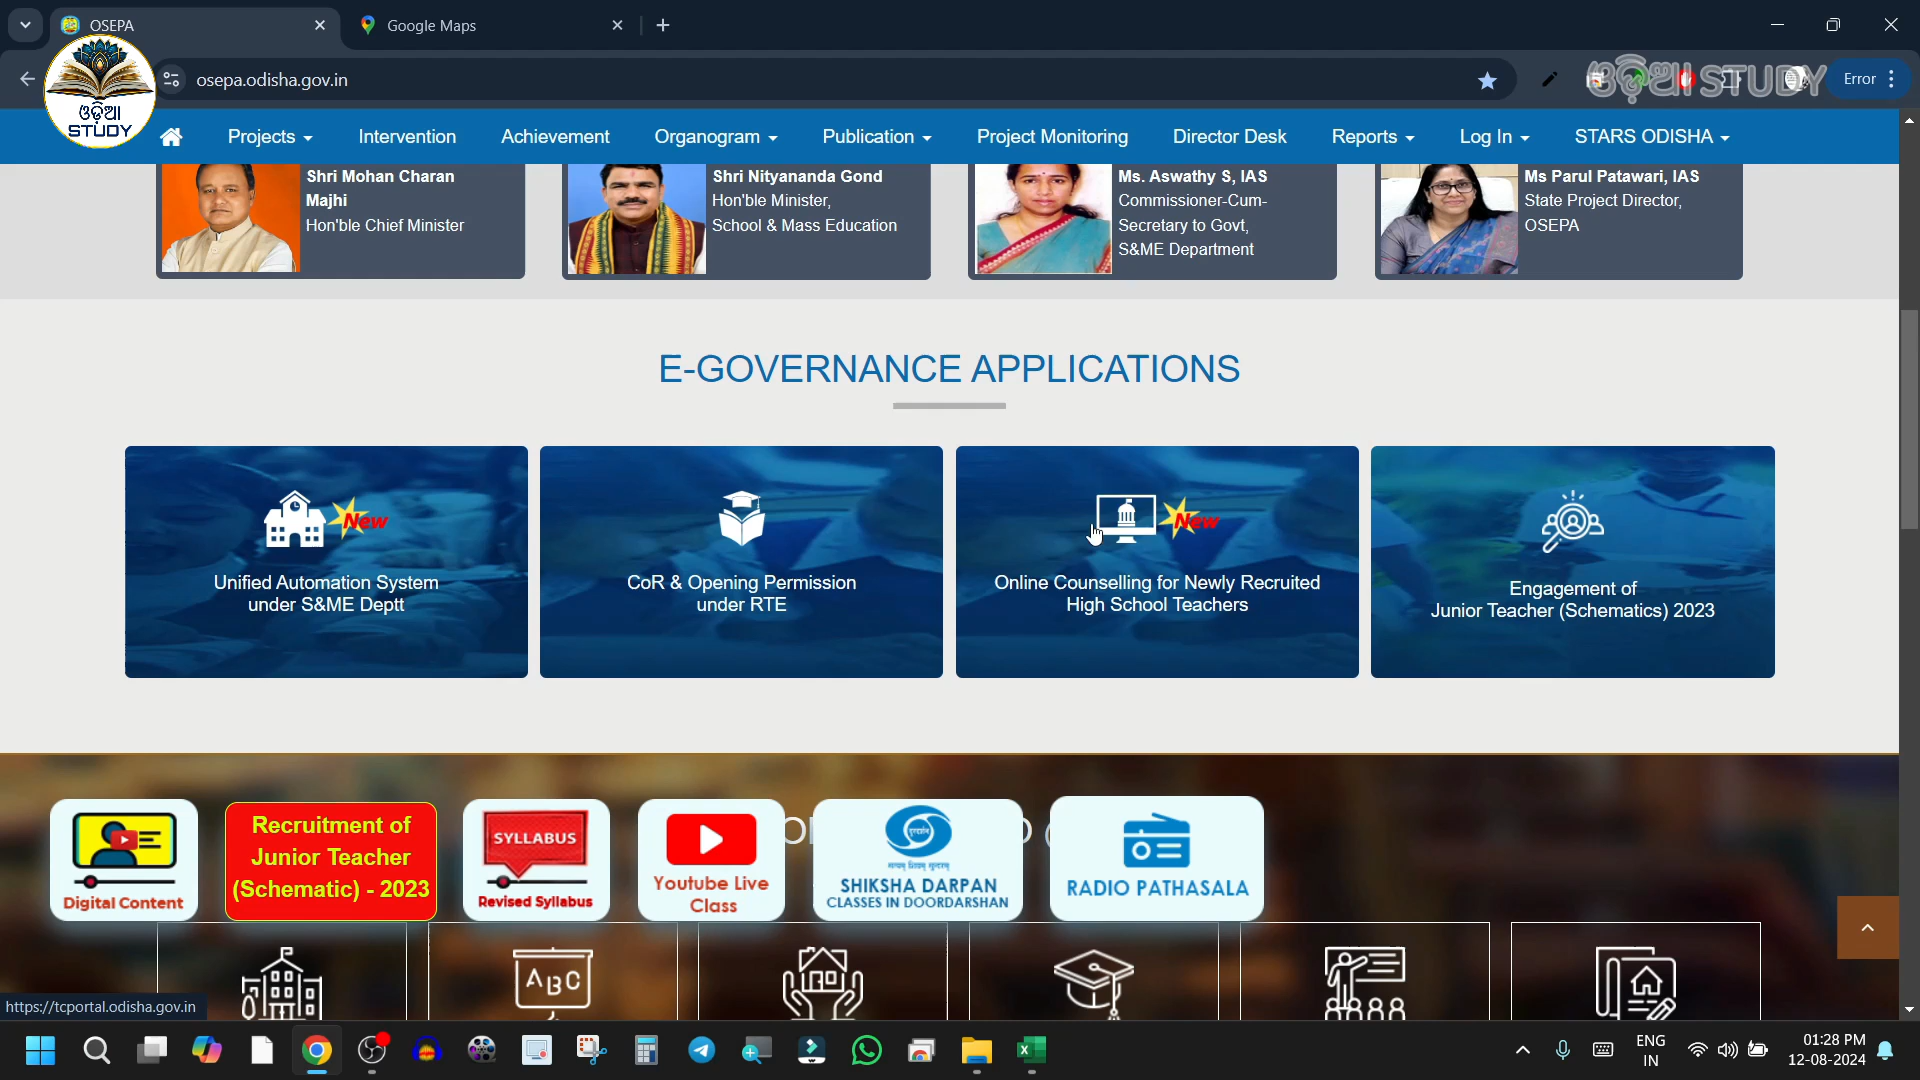 OSEPA
Google Maps
osepa.odisha.gov.in
ଓଡ଼ିଆ STUDY
Error
ଓଡ଼ିଆ
STUDY
Projects
Intervention
Achievement
Organogram
Publication
Project Monitoring
Director Desk
Reports
Log In
STARS ODISHA
Shri Mohan Charan
Majhi
Hon'ble Chief Minister
Shri Nityananda Gond
Hon'ble Minister,
School & Mass Education
Ms. Aswathy S, IAS
Commissioner-Cum-
Secretary to Govt,
S&ME Department
Ms Parul Patawari, IAS
State Project Director,
OSEPA
E-GOVERNANCE APPLICATIONS
New
Unified Automation System
under S&ME Deptt
CoR & Opening Permission
under RTE
New
Online Counselling for Newly Recruited
High School Teachers
Engagement of
Junior Teacher (Schematics) 2023
Digital Content
Recruitment of
Junior Teacher
(Schematic) - 2023
SYLLABUS
Revised Syllabus
Youtube Live
Class
सत्यम् शिवम् सुन्दरम्
SHIKSHA DARPAN
CLASSES IN DOORDARSHAN
RADIO PATHASALA
ABC
https://tcportal.odisha.gov.in
ENG
IN
01:28 PM
12-08-2024